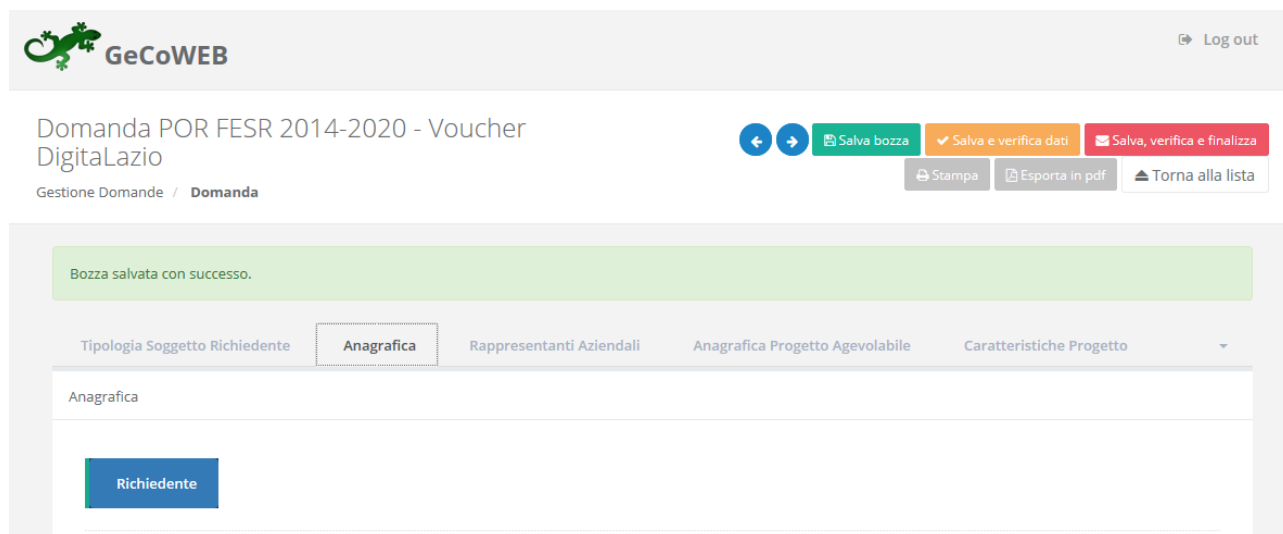 GeCoWEB
Log out
Domanda POR FESR 2014-2020 - Voucher
DigitaLazio
Gestione Domande / Domanda
Salva bozza
Salva e verifica dati
Salva, verifica e finalizza
Stampa
Esporta in pdf
Torna alla lista
Bozza salvata con successo.
Tipologia Soggetto Richiedente
Anagrafica
Rappresentanti Aziendali
Anagrafica Progetto Agevolabile
Caratteristiche Progetto
Anagrafica
Richiedente